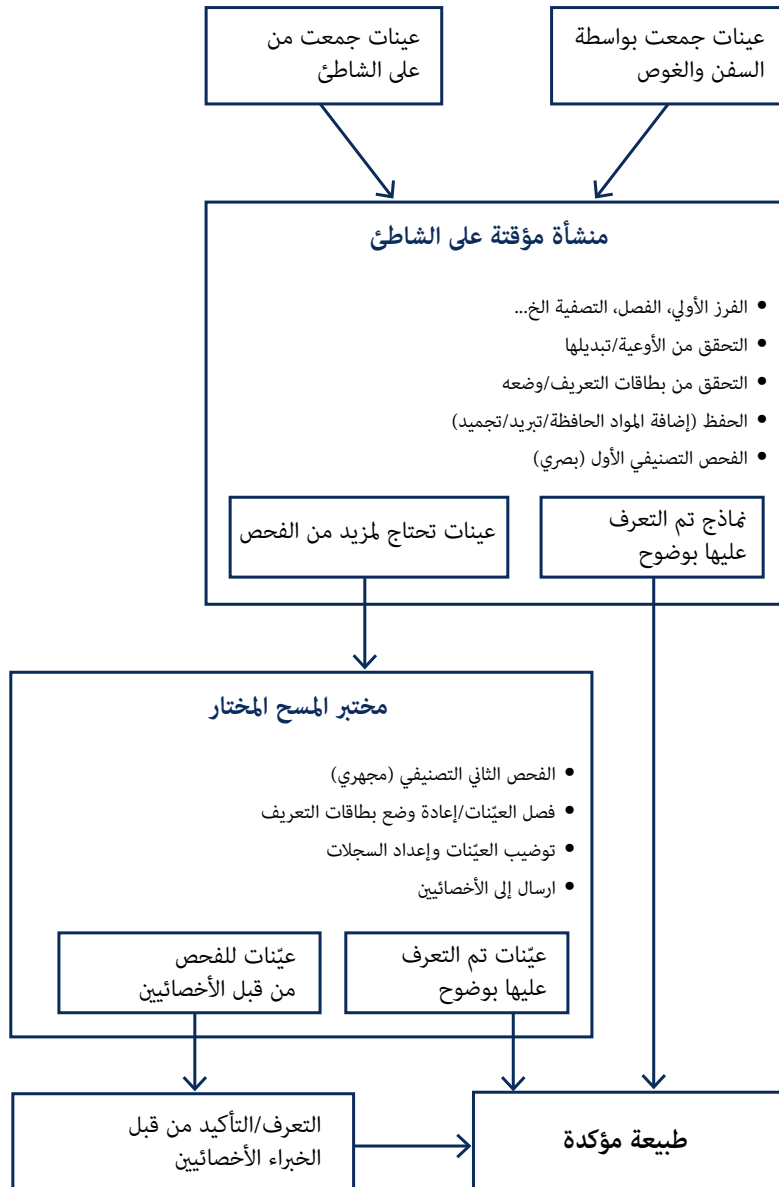 عينات جمعت بواسطة
السفن والغوص
عينات جمعت من
على الشاطئ
منشأة مؤقتة على الشاطئ
• الفرز الأولي، الفصل، التصفية الخ...
• التحقق من الأوعية/تبديلها
• التحقق من بطاقات التعريف/وضعه
• الحفظ (إضافة المواد الحافظة/تبريد/تجميد)
• الفحص التصنيفي الأول (بصري)
نماذج تم التعرف
عليها بوضوح
عينات تحتاج لمزيد من الفحص
مختبر المسح المختار
• الفحص الثاني التصنيفي (مجهري)
• فصل العيّنات/إعادة وضع بطاقات التعريف
• توضيب العيّنات وإعداد السجلات
• ارسال إلى الأخصائيين
عيّنات تم التعرف
عليها بوضوح
عيّنات للفحص
من قبل الأخصائيين
التعرف/التأكيد من قبل
الخبراء الأخصائيين
طبيعة مؤكدة